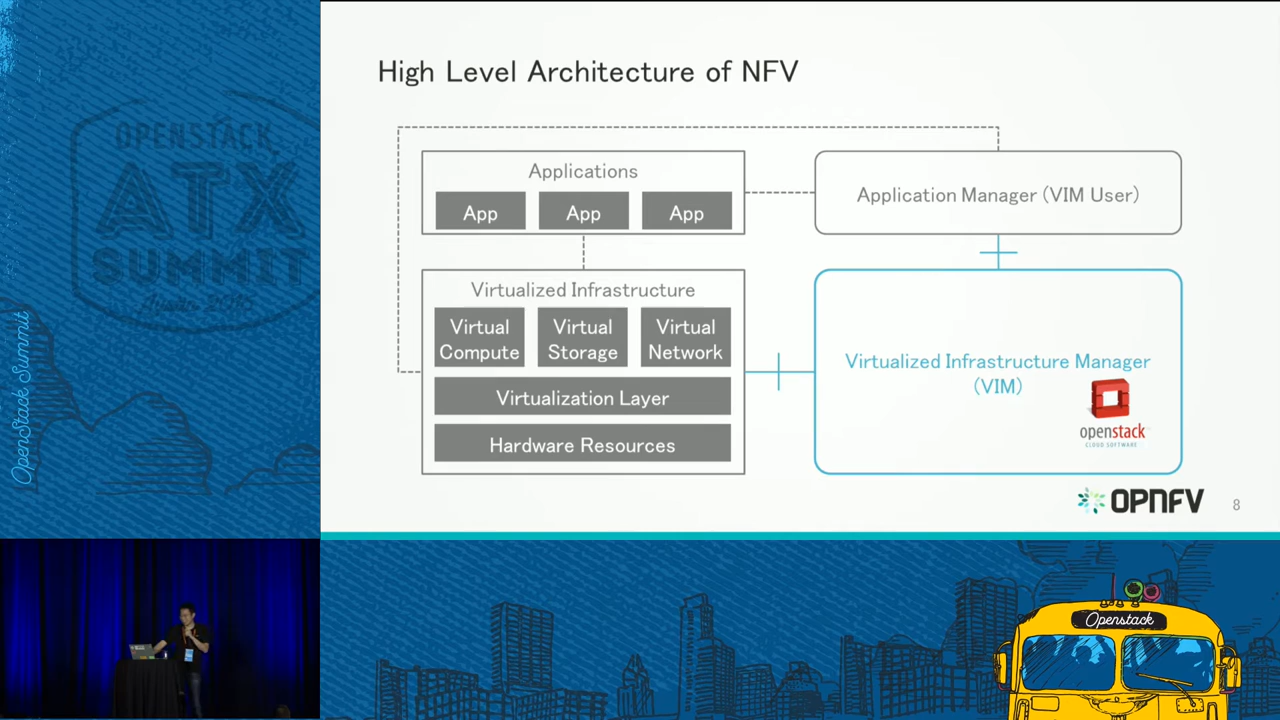 OPENSTACK
ATX
SUMMIT
Austin 2016
OpenStack Summit
High Level Architecture of NFV
Applications
App
App
App
Application Manager (VIM User)
Virtualized Infrastructure
Virtual
Compute
Virtual
Storage
Virtual
Network
Virtualization Layer
Hardware Resources
Virtualized Infrastructure Manager
(VIM)
openstack
CLOUD SOFTWARE
OPNFV
8
Openstack